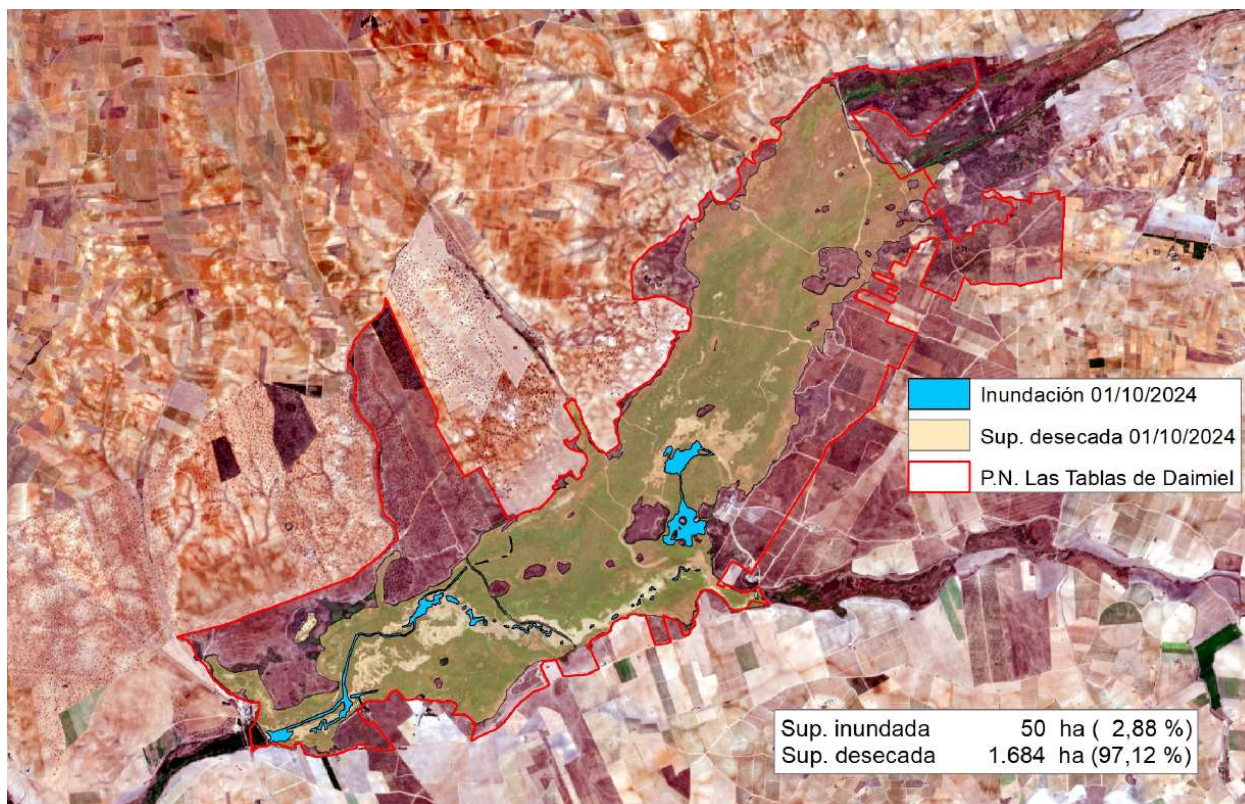 Inundación 01/10/2024
Sup. desecada 01/10/2024
P.N. Las Tablas de Daimiel
Sup. inundada 50 ha ( 2,88 %)
Sup. desecada 1.684 ha (97,12 %)